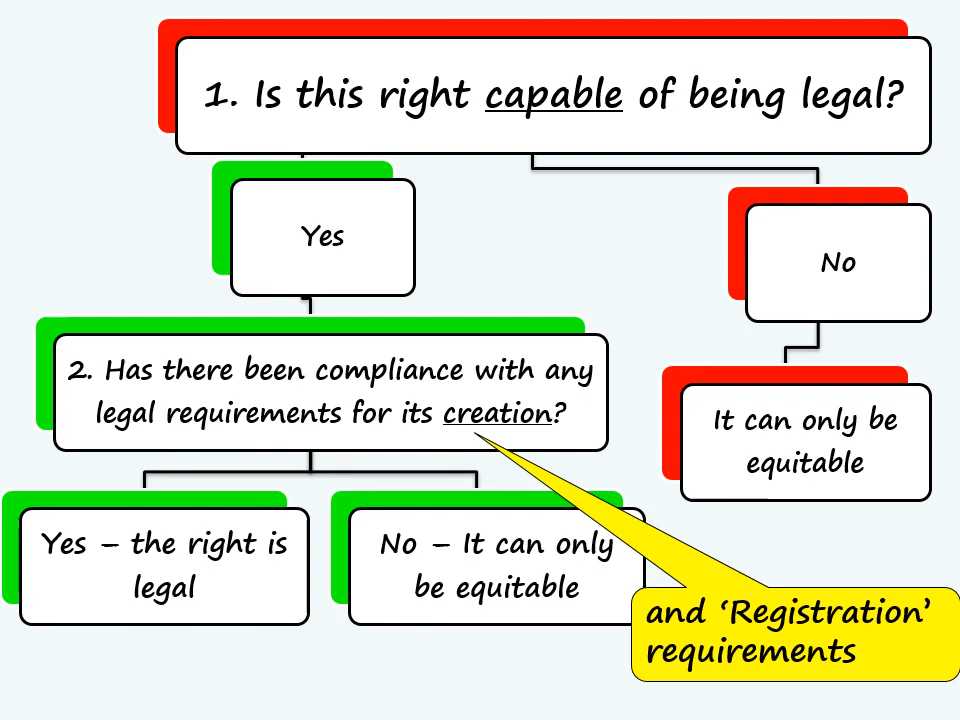 1. Is this right capable of being legal?
Yes
No
2. Has there been compliance with any
legal requirements for its creation?
It can only be
equitable
Yes – the right is
legal
No – It can only
be equitable
and ‘Registration’
requirements